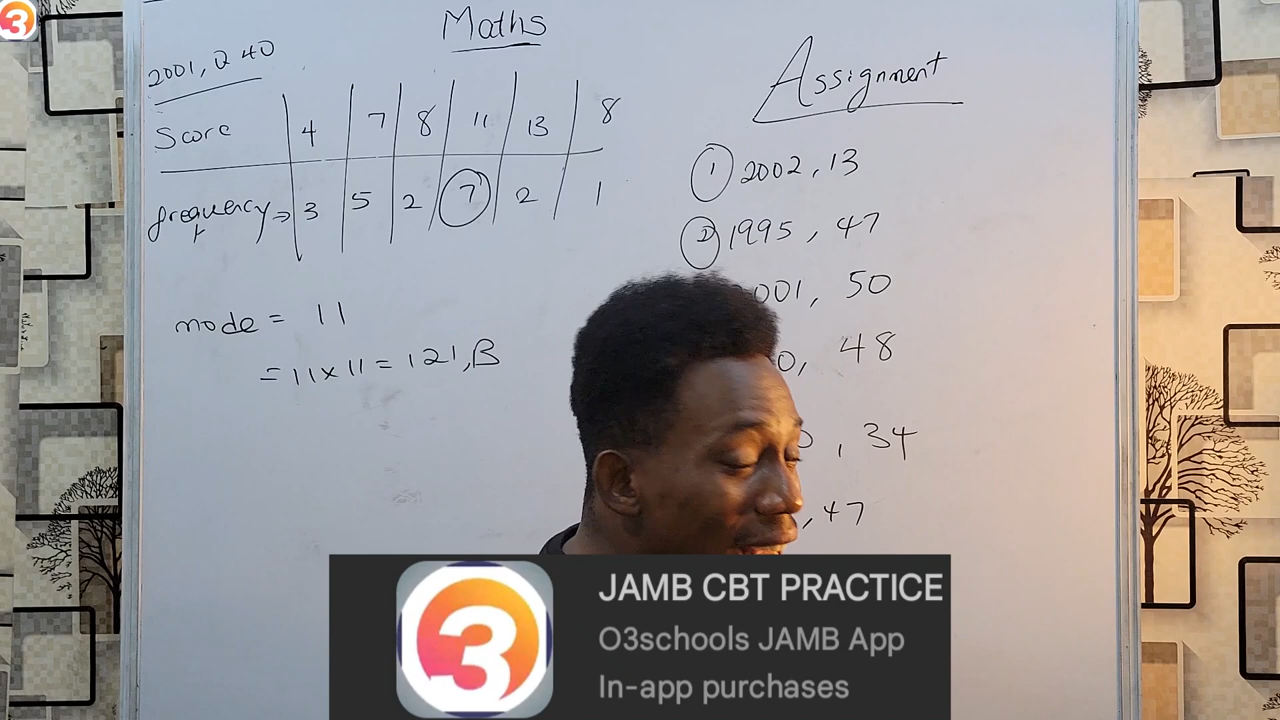 3
Maths
2001, Q 40
Score 4 7 8 11 13 8
frequency 3 5 2 7 2 1
mode = 11
= 11 x 11 = 121, B
Assignment
1 2002, 13
2 1995, 47
001, 50
0, 48
, 34
, 47
3
JAMB CBT PRACTICE
O3schools JAMB App
In-app purchases